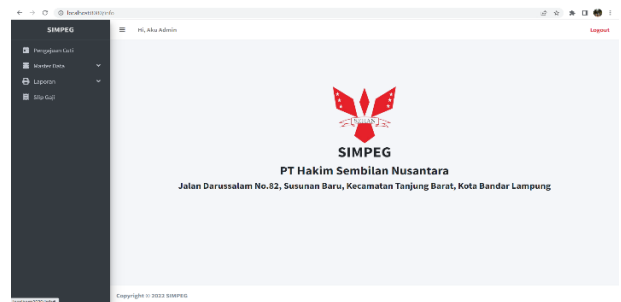 SIMPEG
Hi, Aku Admin
Logout
Pengajuan Cuti
Master Data
Laporan
Slip Gaji
SIMPEG
PT Hakim Sembilan Nusantara
Jalan Darussalam No.82, Susunan Baru, Kecamatan Tanjung Barat, Kota Bandar Lampung
Copyright © 2022 SIMPEG